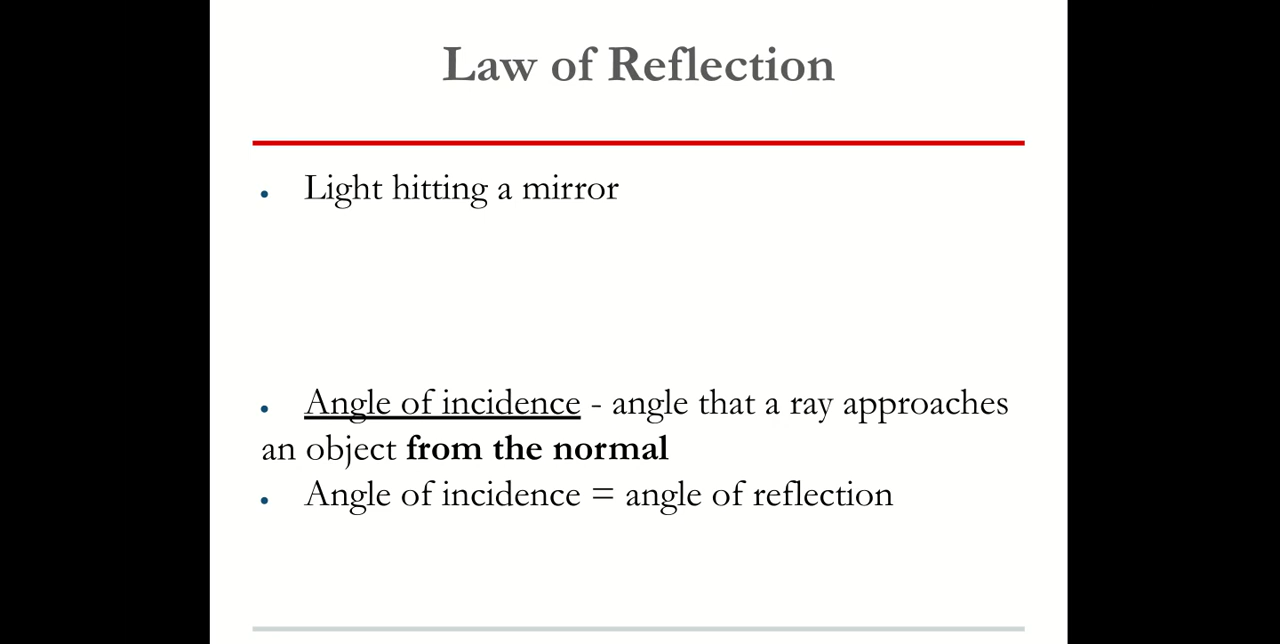 Law of Reflection
• Light hitting a mirror
• Angle of incidence - angle that a ray approaches
an object from the normal
• Angle of incidence = angle of reflection